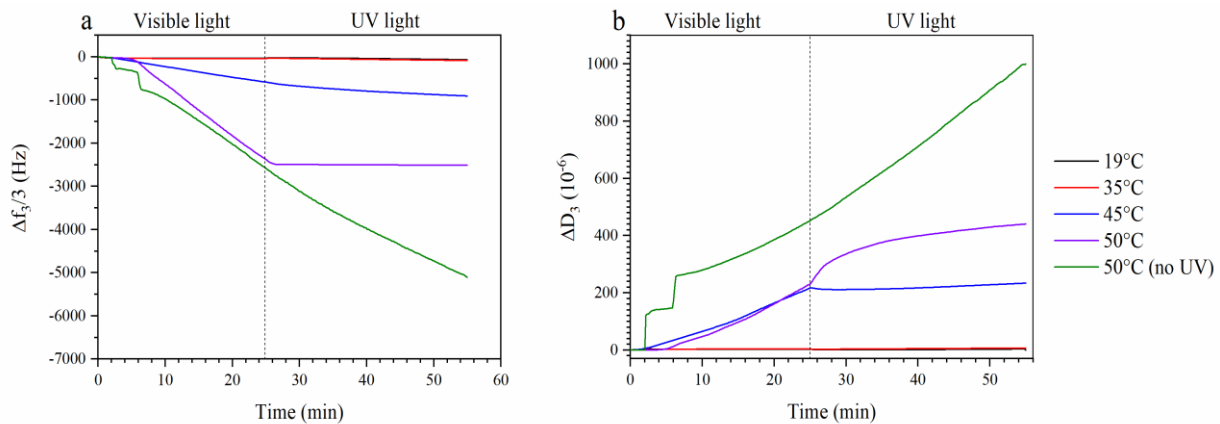 a
Visible light
UV light
0
-1000
-2000
-3000
-4000
-5000
-6000
-7000
0
10
20
30
40
50
60
Δf₃/3 (Hz)
Time (min)
b
Visible light
UV light
1000
800
600
400
200
0
0
10
20
30
40
50
ΔD₃ (10⁻⁶)
Time (min)
19°C
35°C
45°C
50°C
50°C (no UV)